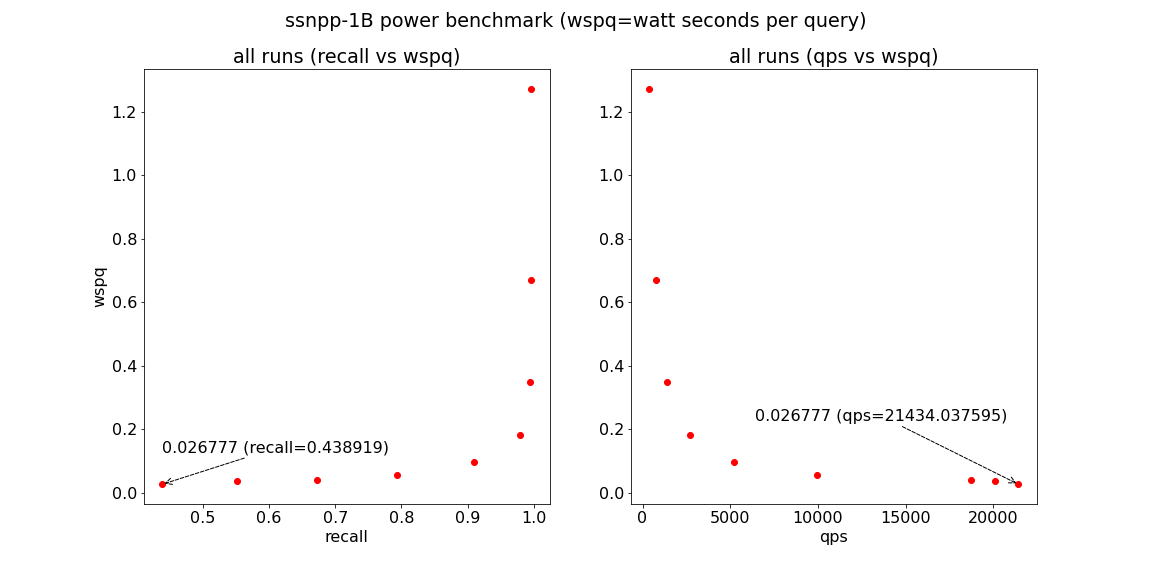 ssnpp-1B power benchmark (wspq=watt seconds per query)
all runs (recall vs wspq)
1.2
1.0
0.8
0.6
0.4
0.2
0.0
wspq
0.026777 (recall=0.438919)
0.5 0.6 0.7 0.8 0.9 1.0
recall
all runs (qps vs wspq)
1.2
1.0
0.8
0.6
0.4
0.2
0.0
0.026777 (qps=21434.037595)
0 5000 10000 15000 20000
qps